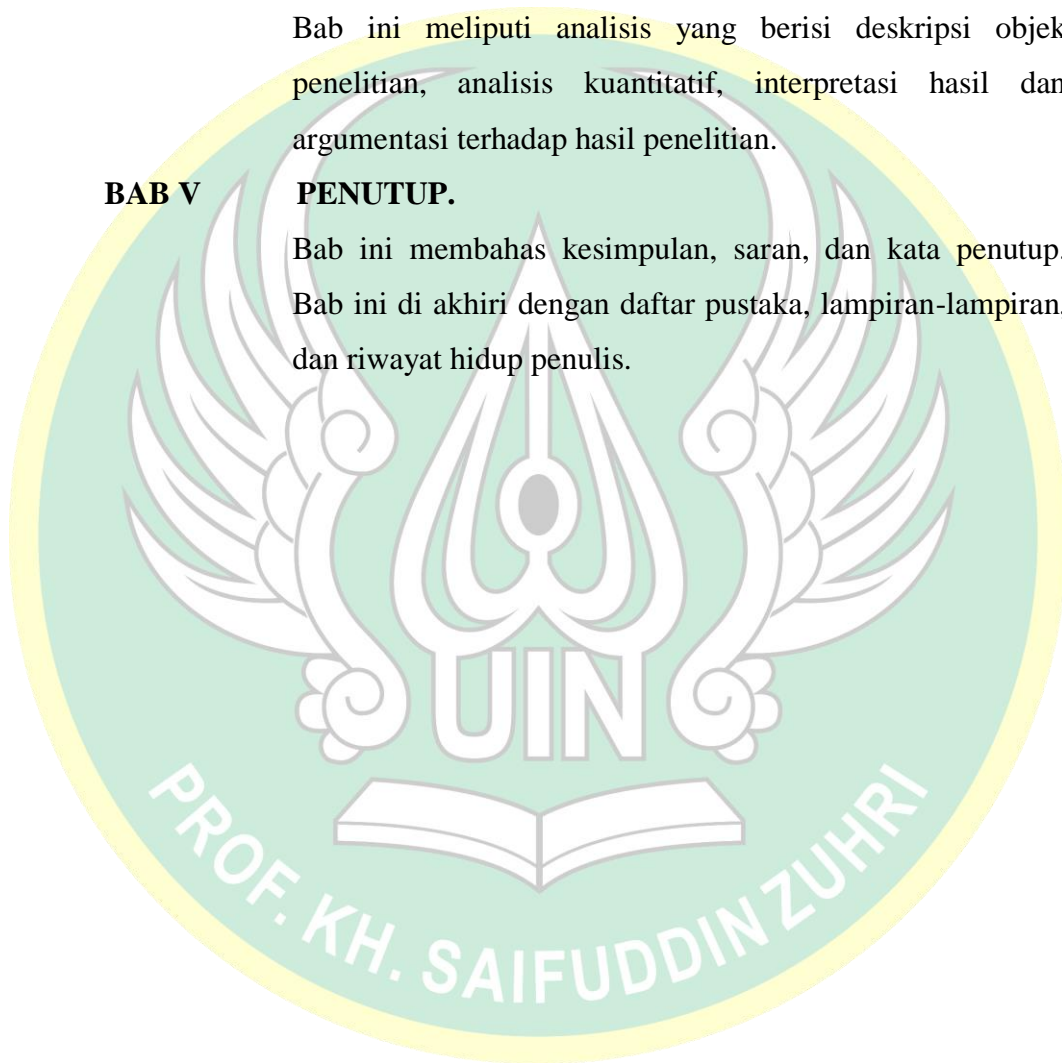 Bab ini meliputi analisis yang berisi deskripsi objek
penelitian, analisis kuantitatif, interpretasi hasil dan
argumentasi terhadap hasil penelitian.
BAB V PENUTUP.
Bab ini membahas kesimpulan, saran, dan kata penutup.
Bab ini di akhiri dengan daftar pustaka, lampiran-lampiran,
dan riwayat hidup penulis.
UIN
PROF. KH. SAIFUDDIN ZUHRI